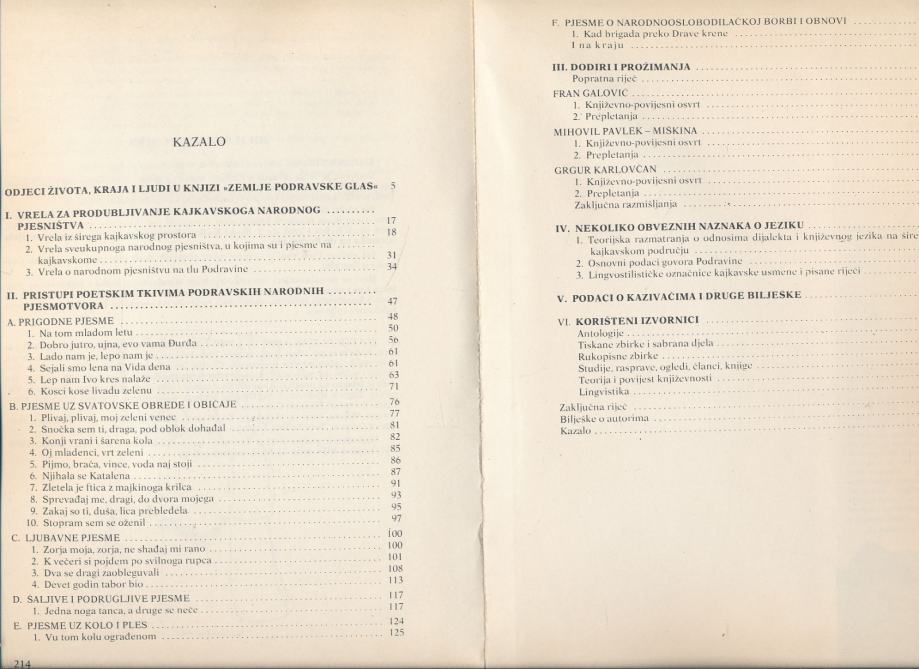 KAZALO
ODJECI ŽIVOTA, KRAJA I LJUDI U KNJIZI »ZEMLJE PODRAVSKE GLAS« 5
I. VRELA ZA PRODUBLJIVANJE KAJKAVSKOGA NARODNOG ..........
PJESNIŠTVA .......... 17
1. Vrela iz širega kajkavskog prostora .......... 18
2. Vrela sveukupnoga narodnog pjesništva, u kojima su i pjesme na ..........
kajkavskome .......... 31
3. Vrela o narodnom pjesništvu na tlu Podravine .......... 34
II. PRISTUPI POETSKIM TKIVIMA PODRAVSKIH NARODNIH ..........
PJESMOTVORA .......... 47
A. PRIGODNE PJESME .......... 48
1. Na tom mladom letu .......... 50
2. Dobro jutro, ujna, evo vama Đurđa .......... 56
3. Lado nam je, lepo nam je .......... 61
4. Sejali smo lena na Vida dena .......... 61
5. Lep nam Ivo kres nalaže .......... 63
6. Kosci kose livadu zelenu .......... 71
B. PJESME UZ SVATOVSKE OBREDE I OBIČAJE .......... 76
1. Plivaj, plivaj, moj zeleni venec .......... 77
2. Snočka sem ti, draga, pod oblok dohađal .......... 81
3. Konji vrani i šarena kola .......... 82
4. Oj mladenci, vrt zeleni .......... 85
5. Pijmo, brača, vince, voda naj stoji .......... 86
6. Njihala se Katalena .......... 87
7. Zletela je ftica z majkinoga krilca .......... 91
8. Sprevađaj me, dragi, do dvora mojega .......... 93
9. Zakaj so ti, duša, lica prebledela .......... 95
10. Stopram sem se oženil .......... 97
C. LJUBAVNE PJESME .......... 100
1. Zorja moja, zorja, ne shađaj mi rano .......... 100
2. K večeri si pojdem po svilnoga rupca .......... 101
3. Dva se dragi zaobleguvali .......... 108
4. Devet godin tabor bio .......... 113
D. ŠALJIVE I PODRUGLJIVE PJESME .......... 117
1. Jedna noga tanca, a druge se neče .......... 117
E. PJESME UZ KOLO I PLES .......... 124
1. Vu tom kolu ograđenom .......... 125
214
F. PJESME O NARODNOOSLOBODILAČKOJ BORBI I OBNOVI ..........
1. Kad brigada preko Drave krene ..........
I na kraju ..........
III. DODIRI I PROŽIMANJA ..........
Popratna riječ ..........
FRAN GALOVIĆ ..........
1. Književno-povijesni osvrt ..........
2. Prepletanja ..........
MIHOVIL PAVLEK – MIŠKINA ..........
1. Književno-povijesni osvrt ..........
2. Prepletanja ..........
GRGUR KARLOVČAN ..........
1. Književno-povijesni osvrt ..........
2. Prepletanja ..........
Zaključna razmišljanja ..........
IV. NEKOLIKO OBVEZNIH NAZNAKA O JEZIKU ..........
1. Teorijska razmatranja o odnosima dijalekta i književnog jezika na šire
kajkavskom području ..........
2. Osnovni podaci govora Podravine ..........
3. Lingvostilističke označnice kajkavske usmene i pisane riječi ..........
V. PODACI O KAZIVAČIMA I DRUGE BILJEŠKE ..........
VI. KORIŠTENI IZVORNICI ..........
Antologije ..........
Tiskane zbirke i sabrana djela ..........
Rukopisne zbirke ..........
Studije, rasprave, ogledi, članci, knjige ..........
Teorija i povijest književnosti ..........
Lingvistika ..........
Zaključna riječ ..........
Bilješke o autorima ..........
Kazalo ..........